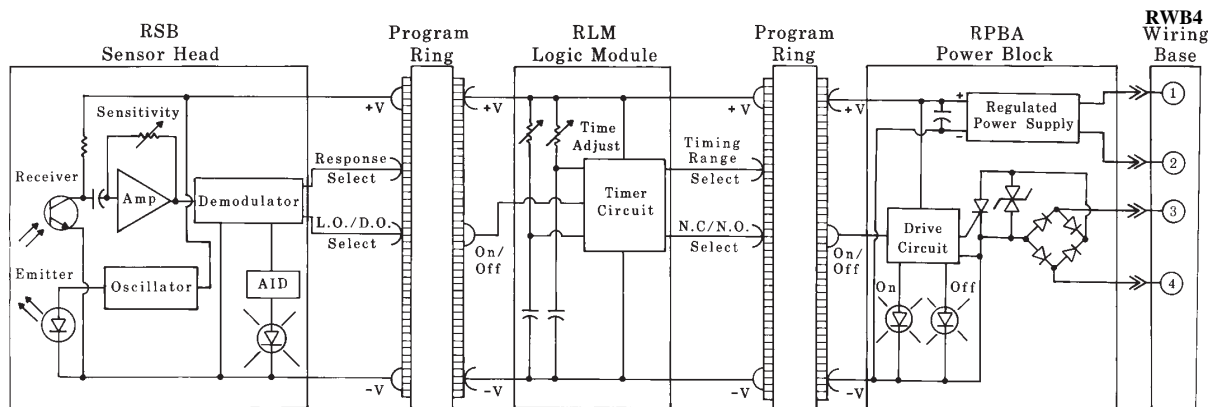 RSB
Sensor Head
Program
Ring
RLM
Logic Module
Program
Ring
RPBA
Power Block
RWB4
Wiring
Base
+V
+V
+V
+V
Sensitivity
Receiver
Amp
Demodulator
Response
Select
L.O./D.O.
Select
Emitter
Oscillator
AID
-V
-V
On/
Off
Time
Adjust
Timer
Circuit
Timing
Range
Select
N.C/N.O.
Select
-V
-V
On/
Off
+
-
Regulated
Power Supply
Drive
Circuit
On
Off
1
2
3
4